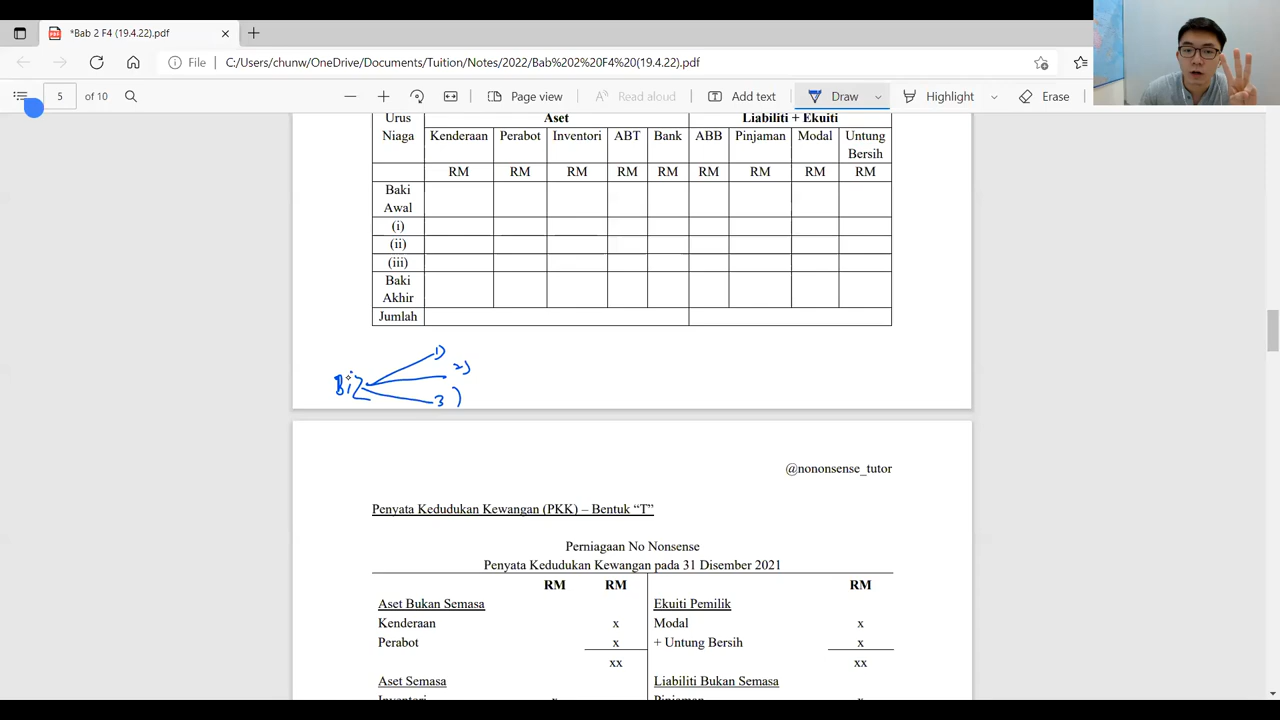 *Bab 2 F4 (19.4.22).pdf
File C:/Users/chunw/OneDrive/Documents/Tuition/Notes/2022/Bab%202%20F4%20(19.4.22).pdf
5 of 10 Page view Read aloud Add text Draw Highlight Erase
Urus Niaga Aset Liabiliti + Ekuiti
Kenderaan Perabot Inventori ABT Bank ABB Pinjaman Modal Untung Bersih
RM RM RM RM RM RM RM RM RM
Baki Awal
(i)
(ii)
(iii)
Baki Akhir
Jumlah
1)
2)
3)
@nononsense_tutor
Penyata Kedudukan Kewangan (PKK) – Bentuk “T”
Perniagaan No Nonsense
Penyata Kedudukan Kewangan pada 31 Disember 2021
RM RM RM
Aset Bukan Semasa Ekuiti Pemilik
Kenderaan x Modal x
Perabot x + Untung Bersih x
xx xx
Aset Semasa Liabiliti Bukan Semasa
Inventori Pinjaman